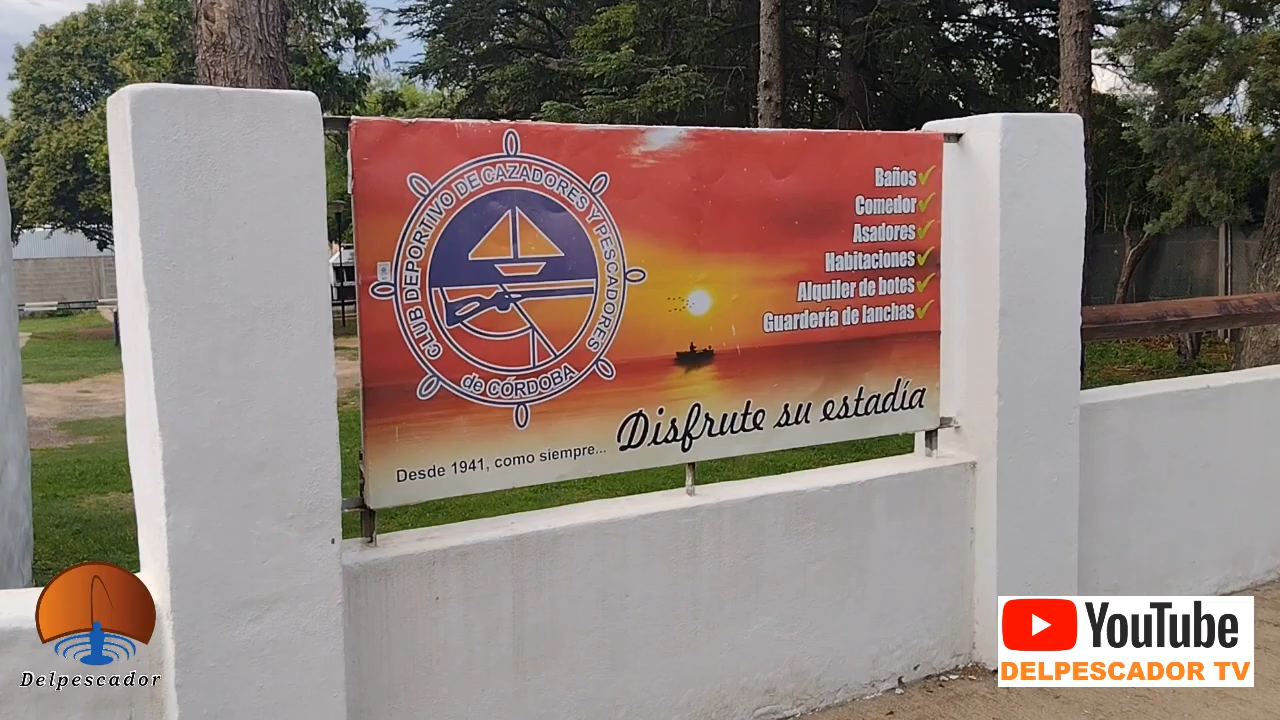 CLUB DEPORTIVO DE CAZADORES Y PESCADORES
de CÓRDOBA
Baños
Comedor
Asadores
Habitaciones
Alquiler de botes
Guardería de lanchas
Disfrute su estadía
Desde 1941, como siempre...
Delpescador
YouTube
DELPESCADOR TV